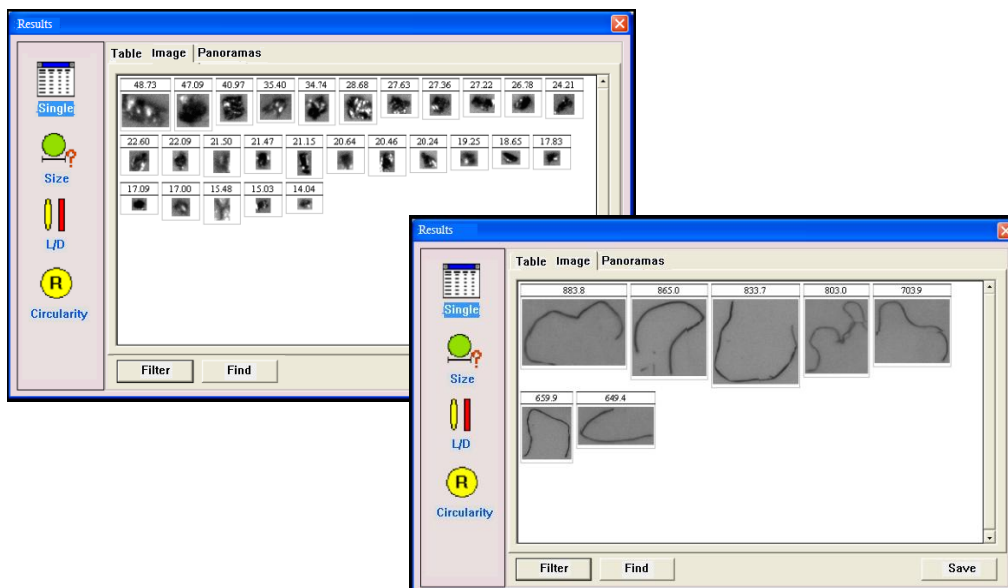 Results
Table Image Panoramas
Single
Size
L/D
R
Circularity
48.73 47.09 40.97 35.40 34.74 28.68 27.63 27.36 27.22 26.78 24.21
22.60 22.09 21.50 21.47 21.15 20.64 20.46 20.24 19.25 18.65 17.83
17.09 17.00 15.48 15.03 14.04
Filter Find
Results
Table Image Panoramas
Single
?
Size
L/D
R
Circularity
883.8 865.0 833.7 803.0 703.9
659.9 649.4
Filter Find Save